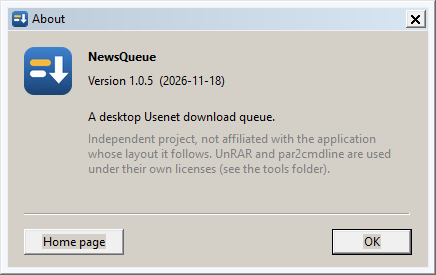 About
NewsQueue
Version 1.0.5 (2026-11-18)
A desktop Usenet download queue.
Independent project, not affiliated with the application
whose layout it follows. UnRAR and par2cmdline are used
under their own licenses (see the tools folder).
Home page
OK